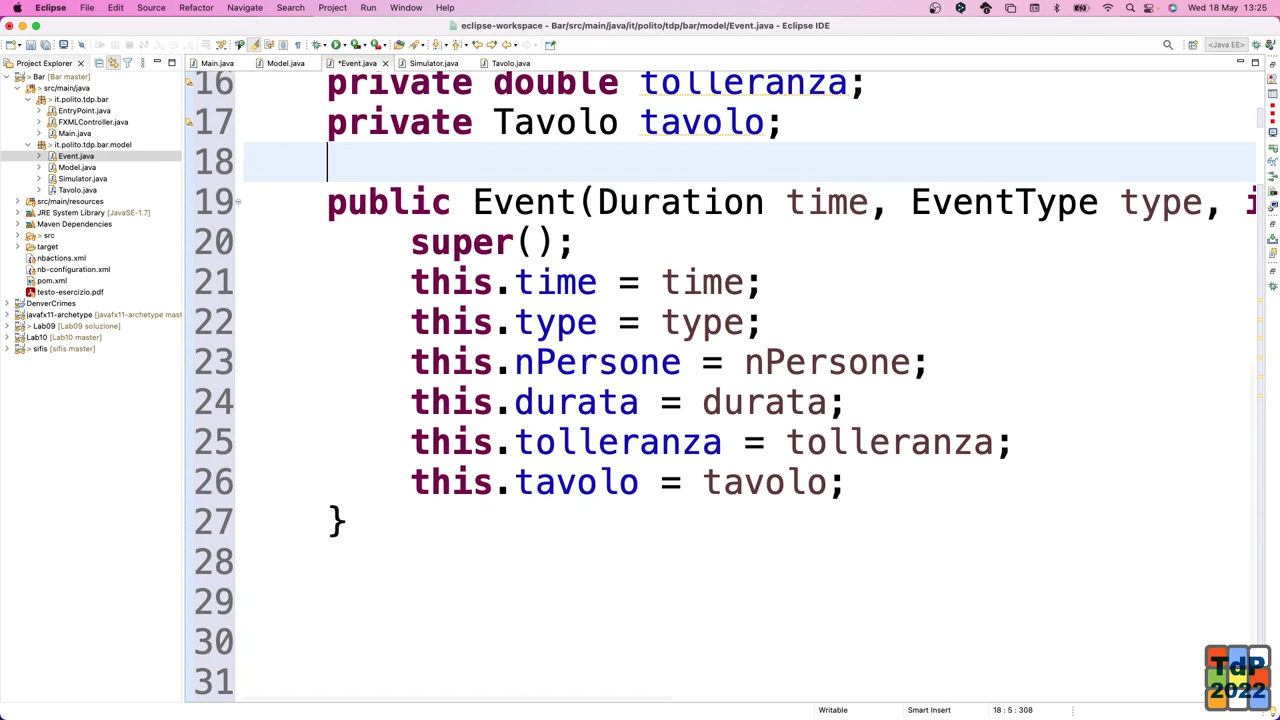 Eclipse File Edit Source Refactor Navigate Search Project Run Window Help Wed 18 May 13:25
eclipse-workspace - Bar/src/main/java/it/polito/tdp/bar/model/Event.java - Eclipse IDE
<Java EE>
Project Explorer
Main.java Model.java *Event.java Simulator.java Tavolo.java
Bar [Bar master]
src/main/java
it.polito.tdp.bar
EntryPoint.java
FXMLController.java
Main.java
> it.polito.tdp.bar.model
Event.java
Model.java
Simulator.java
Tavolo.java
src/main/resources
JRE System Library [JavaSE-1.7]
Maven Dependencies
> src
target
nbactions.xml
nb-configuration.xml
pom.xml
testo-esercizio.pdf
DenverCrimes
javafx11-archetype [javafx11-archetype mast
> Lab09 [Lab09 soluzione]
Lab10 [Lab10 master]
> sifis [sifis master]
16 private double tolleranza;
17 private Tavolo tavolo;
18
19 public Event(Duration time, EventType type, i
20 super();
21 this.time = time;
22 this.type = type;
23 this.nPersone = nPersone;
24 this.durata = durata;
25 this.tolleranza = tolleranza;
26 this.tavolo = tavolo;
27 }
28
29
30
31
TdP
2022
Writable Smart Insert 18 : 5 : 308